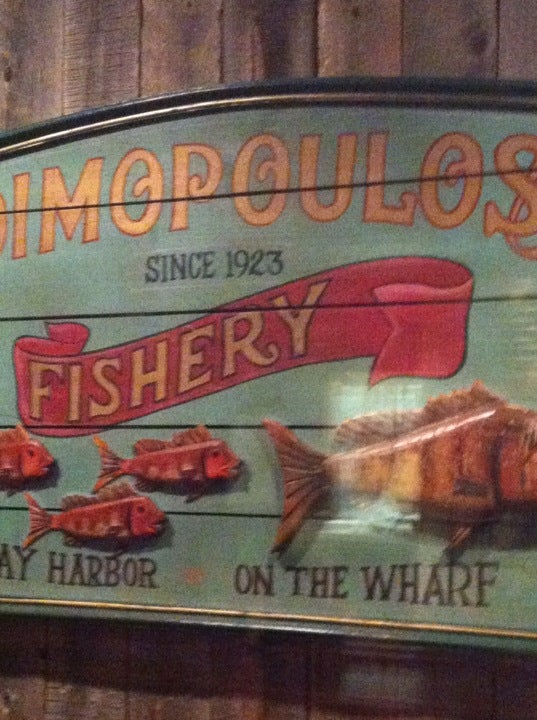 DIMOPOULOS
SINCE 1923
FISHERY
AY HARBOR ON THE WHARF